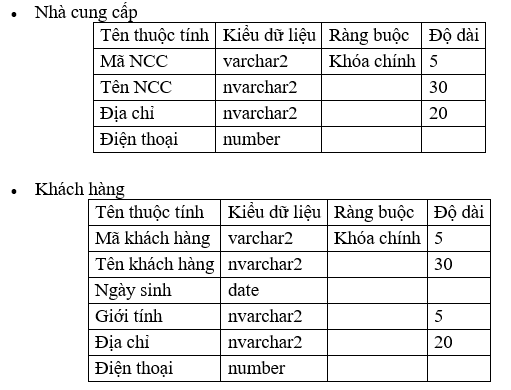 • Nhà cung cấp
Tên thuộc tính Kiểu dữ liệu Ràng buộc Độ dài
Mã NCC varchar2 Khóa chính 5
Tên NCC nvarchar2 30
Địa chỉ nvarchar2 20
Điện thoại number
• Khách hàng
Tên thuộc tính Kiểu dữ liệu Ràng buộc Độ dài
Mã khách hàng varchar2 Khóa chính 5
Tên khách hàng nvarchar2 30
Ngày sinh date
Giới tính nvarchar2 5
Địa chỉ nvarchar2 20
Điện thoại number